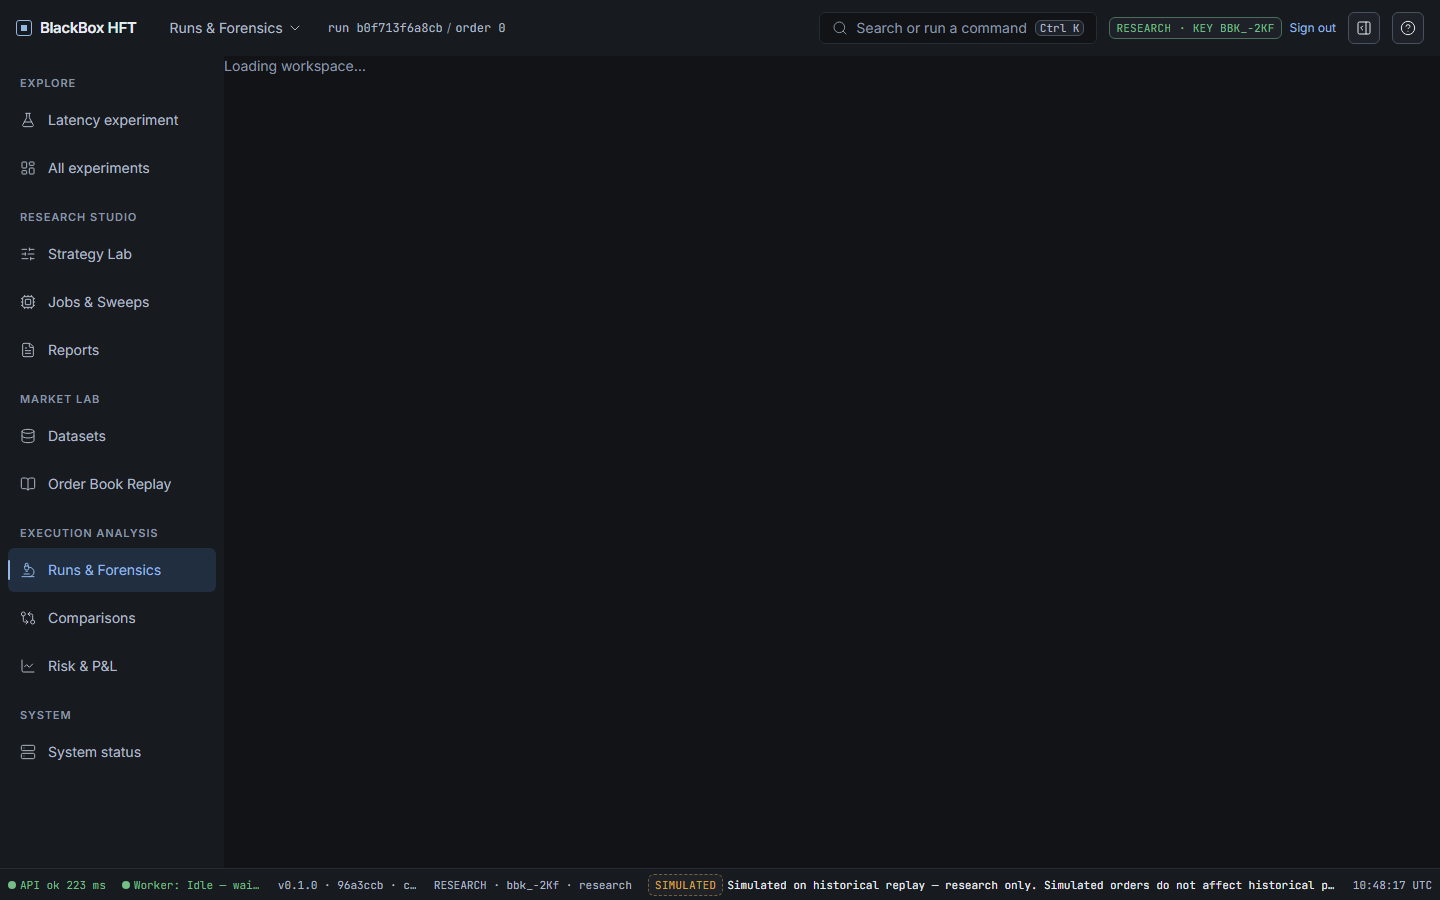 BlackBox HFT
Runs & Forensics
run b0f713f6a8cb / order 0
Search or run a command Ctrl K
RESEARCH · KEY BBK_-2KF
Sign out
EXPLORE
Latency experiment
All experiments
RESEARCH STUDIO
Strategy Lab
Jobs & Sweeps
Reports
MARKET LAB
Datasets
Order Book Replay
EXECUTION ANALYSIS
Runs & Forensics
Comparisons
Risk & P&L
SYSTEM
System status
Loading workspace...
API ok 223 ms
Worker: Idle — wai…
v0.1.0 · 96a3ccb · c…
RESEARCH · bbk_-2Kf · research
SIMULATED
Simulated on historical replay — research only. Simulated orders do not affect historical p…
10:48:17 UTC